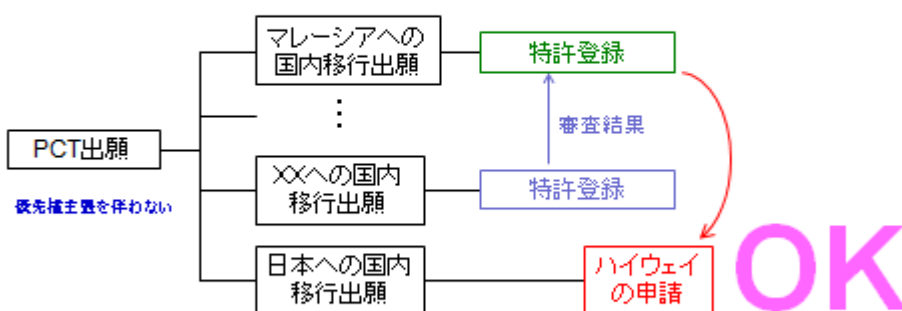 マレーシアへの
国内移行出願
特許登録
︙
審査結果
PCT出願
XXへの国内
移行出願
特許登録
優先権主張を伴わない
日本への国内
移行出願
ハイウェイ
の申請
OK